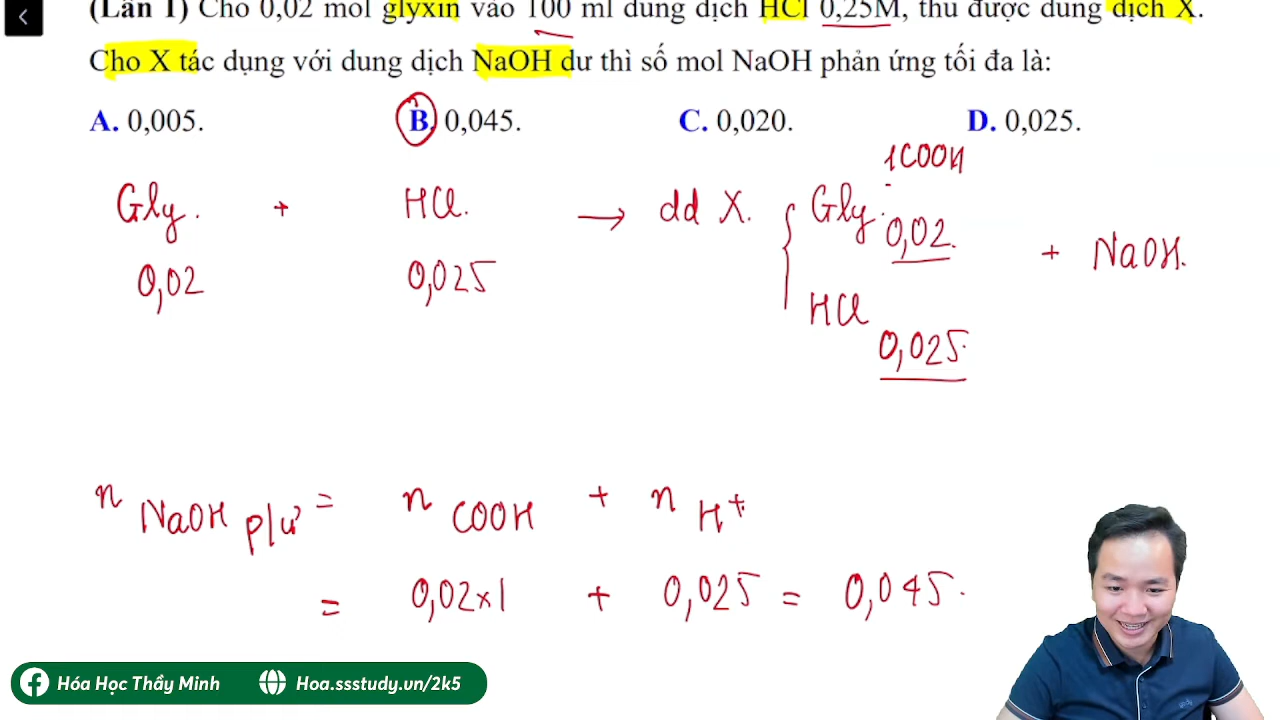 (Lần 1) Cho 0,02 mol glyxin vào 100 ml dung dịch HCl 0,25M, thu được dung dịch X.
Cho X tác dụng với dung dịch NaOH dư thì số mol NaOH phản ứng tối đa là:
A. 0,005. B. 0,045. C. 0,020. D. 0,025.
1COOH
Gly. + HCl. → dd X. { Gly. 0,02. + NaOH.
0,02 0,025
HCl 0,025.
n NaOH p/ư = n COOH + n H+
= 0,02×1 + 0,025 = 0,045.
Hóa Học Thầy Minh Hoa.ssstudy.vn/2k5